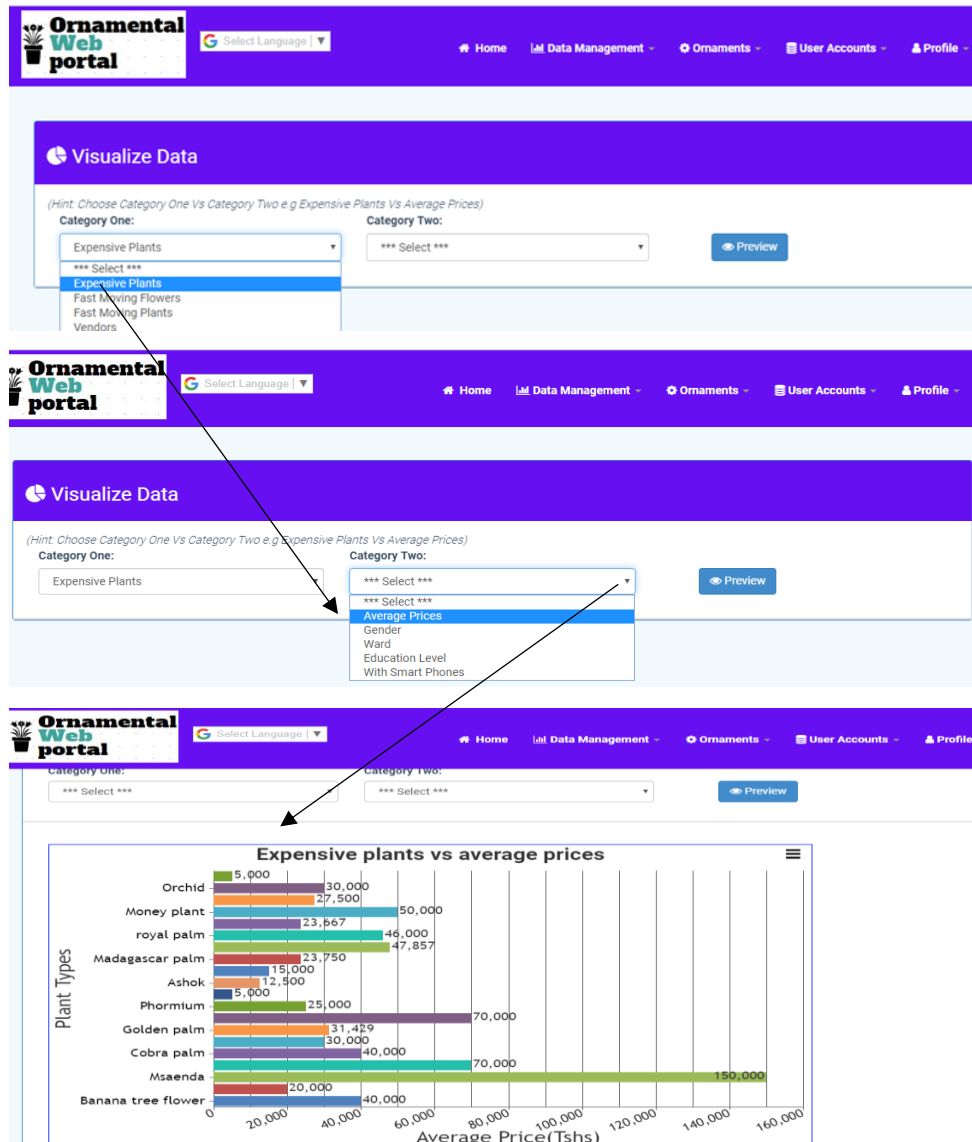 Ornamental
Web
portal
G Select Language | ▼
Home
Data Management
Ornaments
User Accounts
Profile
Visualize Data
(Hint: Choose Category One Vs Category Two e.g Expensive Plants Vs Average Prices)
Category One: Category Two:
Expensive Plants *** Select *** Preview
*** Select ***
Expensive Plants
Fast Moving Flowers
Fast Moving Plants
Vendors
Ornamental
Web
portal
G Select Language | ▼
Home
Data Management
Ornaments
User Accounts
Profile
Visualize Data
(Hint: Choose Category One Vs Category Two e.g Expensive Plants Vs Average Prices)
Category One: Category Two:
Expensive Plants *** Select *** Preview
*** Select ***
Average Prices
Gender
Ward
Education Level
With Smart Phones
Ornamental
Web
portal
G Select Language | ▼
Home
Data Management
Ornaments
User Accounts
Profile
Category One: Category Two:
*** Select *** *** Select *** Preview
Expensive plants vs average prices
Plant Types
5,000
Orchid 30,000
27,500
Money plant 50,000
23,667
royal palm 46,000
47,857
Madagascar palm 23,750
15,000
Ashok 12,500
5,000
Phormium 25,000
70,000
Golden palm 31,429
30,000
Cobra palm 40,000
70,000
Msaenda 150,000
20,000
Banana tree flower 40,000
0 20,000 40,000 60,000 80,000 100,000 120,000 140,000 160,000
Average Price(Tshs)